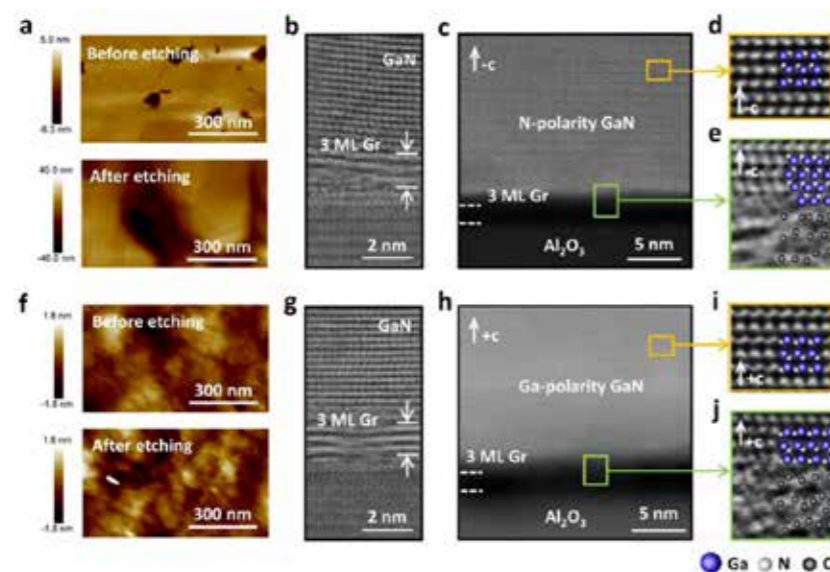 a
5.0 nm
Before etching
300 nm
After etching
40.0 nm
300 nm
-40.0 nm
b
GaN
3 ML Gr
2 nm
c
-c
N-polarity GaN
3 ML Gr
Al₂O₃
5 nm
d
-c
e
-c
f
1.8 nm
Before etching
-1.8 nm
300 nm
After etching
1.8 nm
300 nm
-1.8 nm
g
GaN
3 ML Gr
2 nm
h
+c
Ga-polarity GaN
3 ML Gr
Al₂O₃
5 nm
i
+c
j
+c
Ga N C